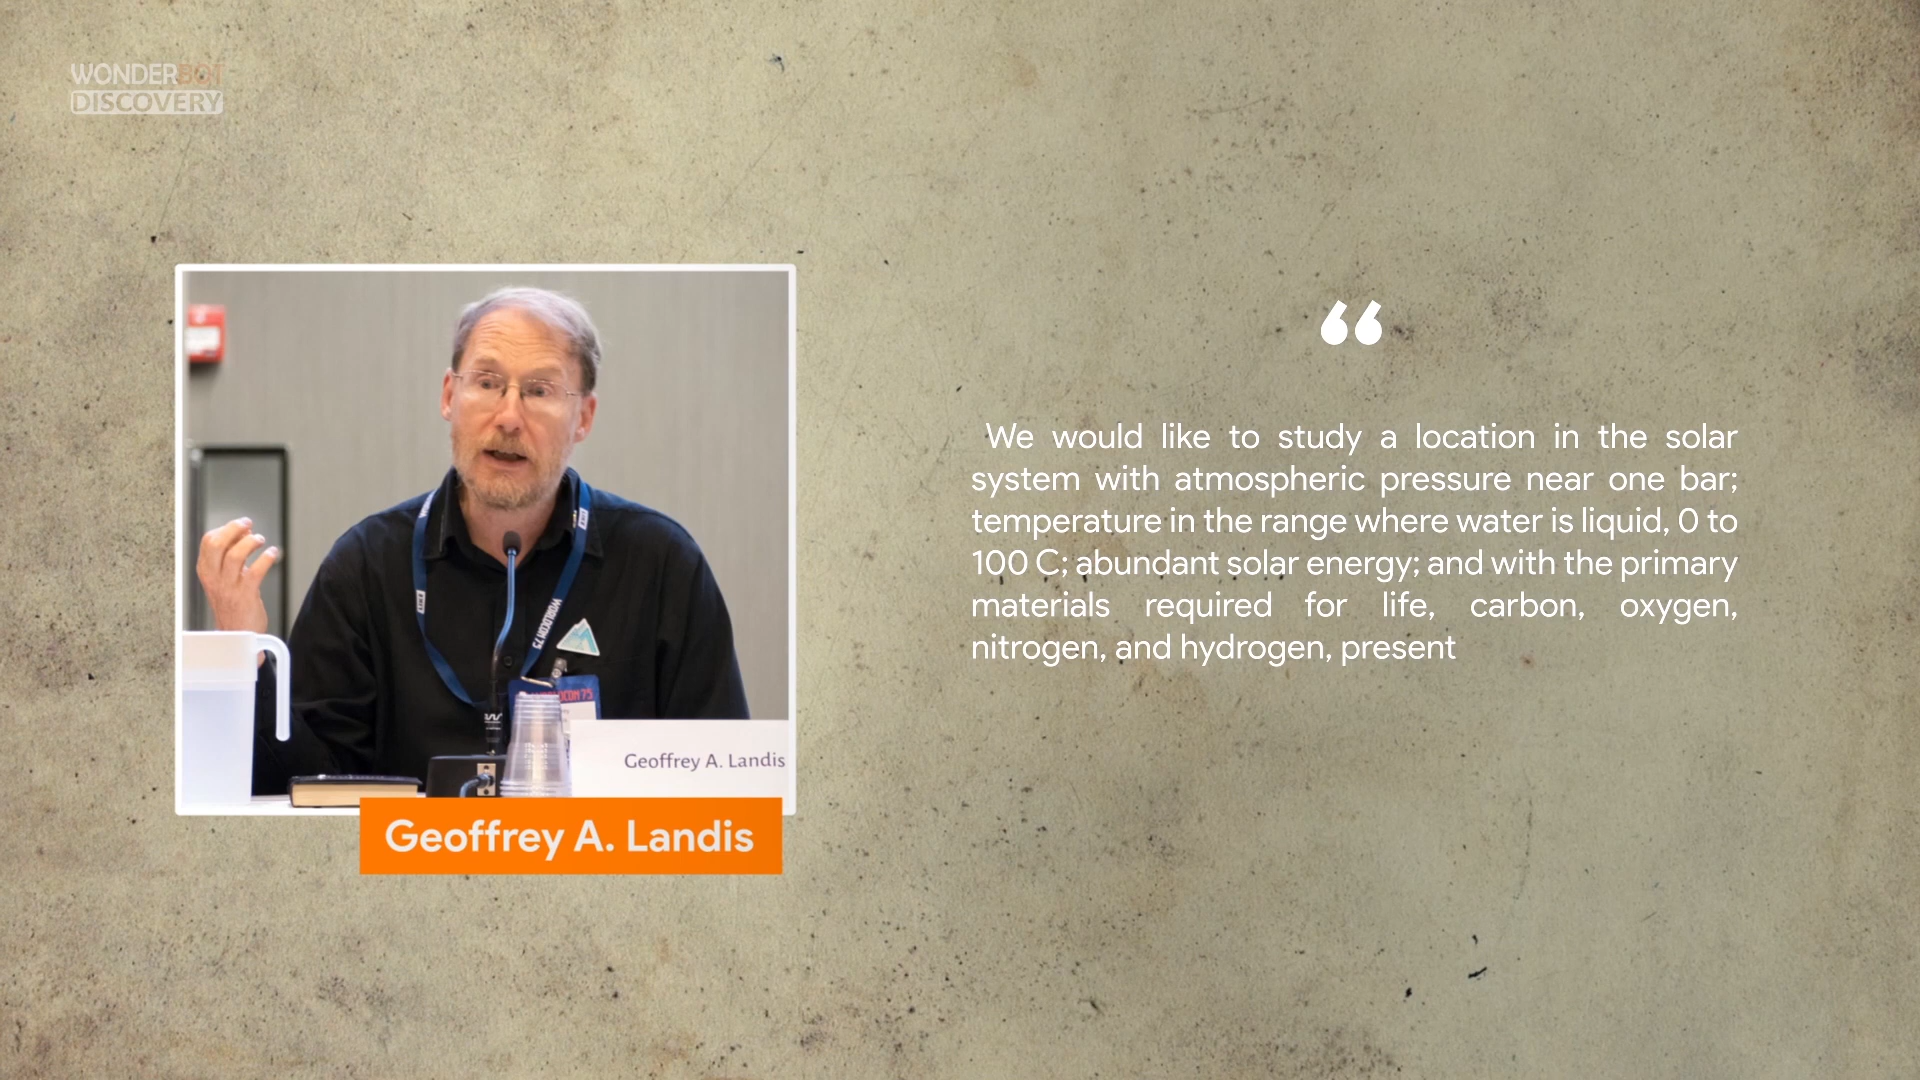 WONDERBOT
DISCOVERY
“
We would like to study a location in the solar
system with atmospheric pressure near one bar;
temperature in the range where water is liquid, 0 to
100 C; abundant solar energy; and with the primary
materials required for life, carbon, oxygen,
nitrogen, and hydrogen, present
WORLDCON 75
Geoffrey A. Landis
Geoffrey A. Landis